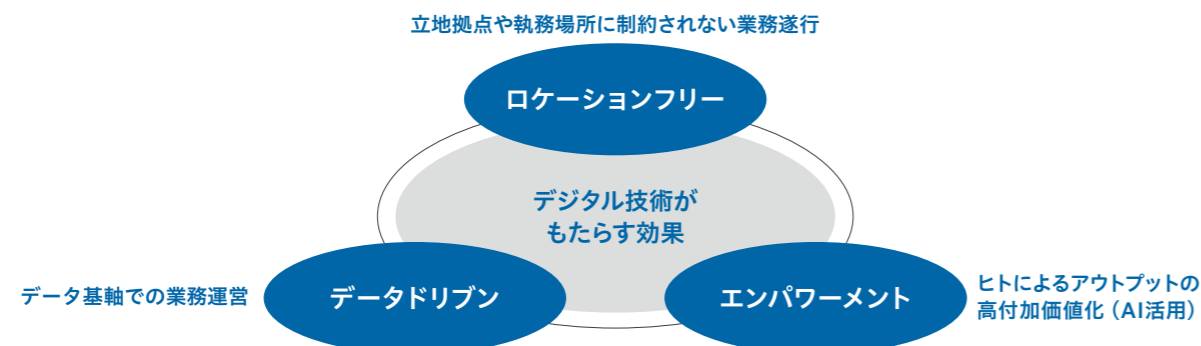 立地拠点や執務場所に制約されない業務遂行
ロケーションフリー
デジタル技術が
もたらす効果
データ基軸での業務運営
データドリブン
エンパワーメント
ヒトによるアウトプットの
高付加価値化（AI活用）